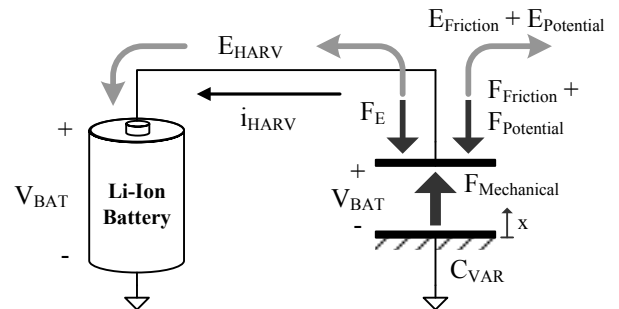 E_Friction + E_Potential
E_HARV
F_Friction +
F_Potential
F_E
i_HARV
+
V_BAT
-
Li-Ion
Battery
+
V_BAT
-
F_Mechanical
x
C_VAR